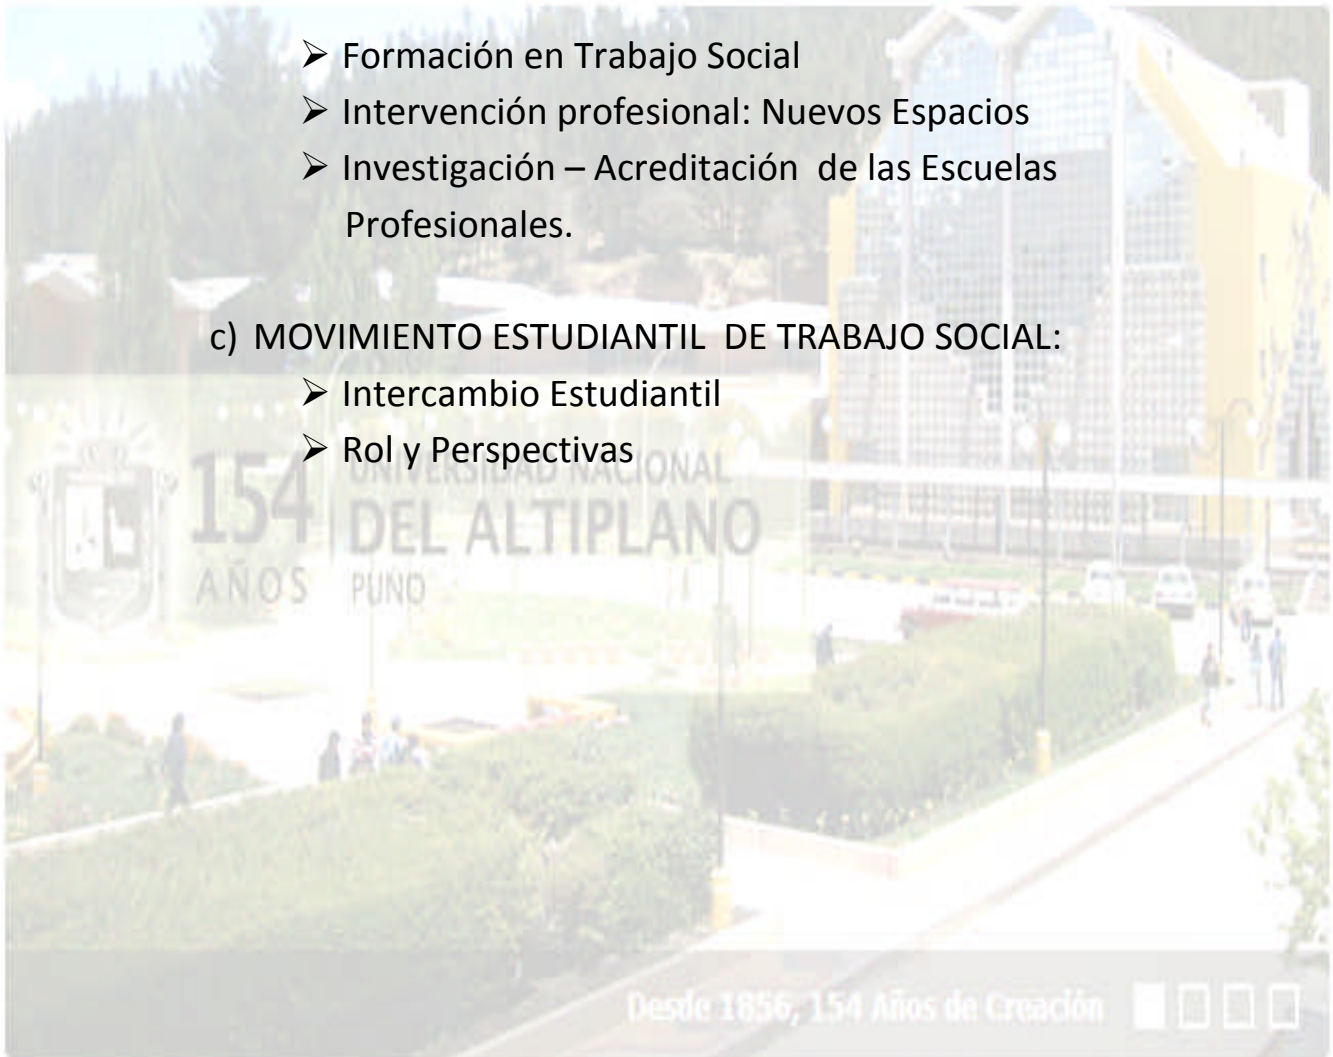 ➢ Formación en Trabajo Social
➢ Intervención profesional: Nuevos Espacios
➢ Investigación – Acreditación  de las Escuelas
Profesionales.
c) MOVIMIENTO ESTUDIANTIL  DE TRABAJO SOCIAL:
➢ Intercambio Estudiantil
➢ Rol y Perspectivas
154
AÑOS
UNIVERSIDAD NACIONAL
DEL ALTIPLANO
PUNO
Desde 1856, 154 Años de Creación